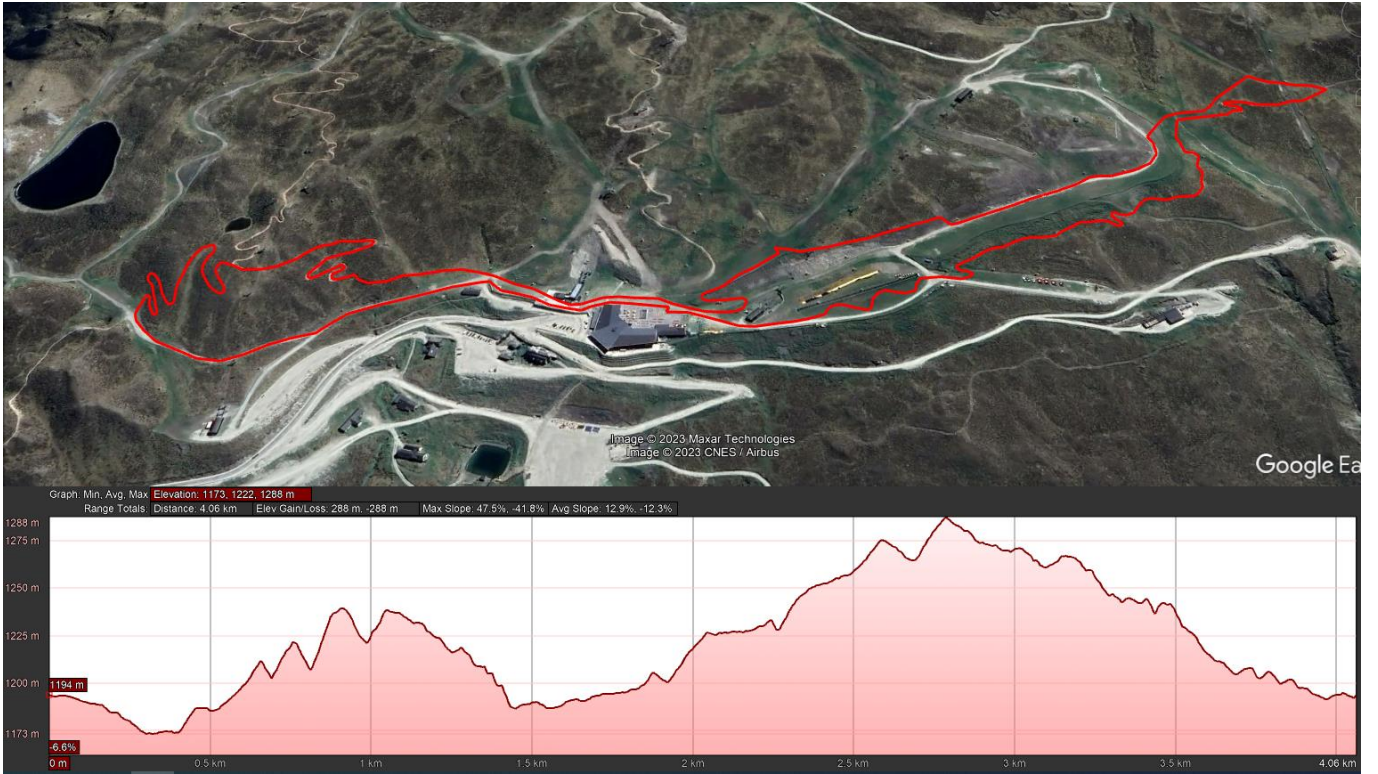 Image © 2023 Maxar Technologies
Image © 2023 CNES / Airbus
Google Ea
Graph: Min, Avg, Max Elevation: 1173, 1222, 1288 m
Range Totals: Distance: 4.06 km Elev Gain/Loss: 288 m, -288 m Max Slope: 47.5%, -41.8% Avg Slope: 12.9%, -12.3%
1288 m
1275 m
1250 m
1225 m
1200 m
1194 m
1173 m
-6.6%
0 m 0.5 km 1 km 1.5 km 2 km 2.5 km 3 km 3.5 km 4.06 km